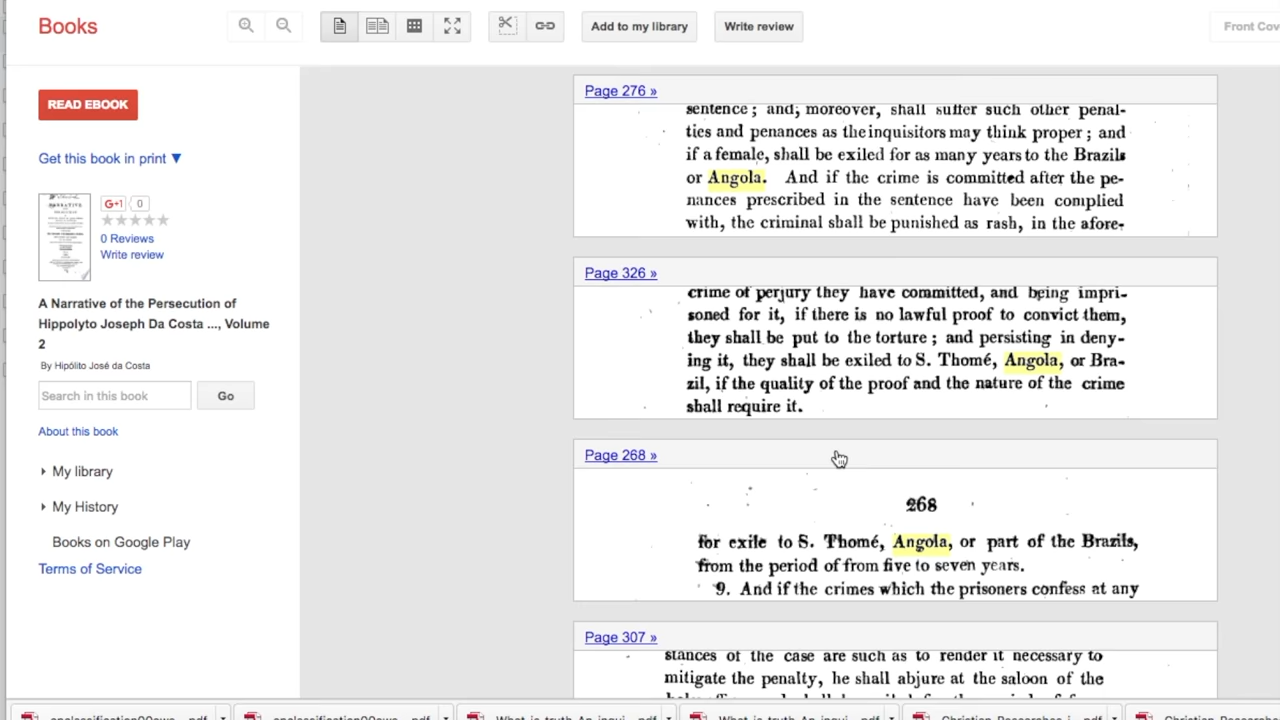 Books
Add to my library
Write review
Front Cov
READ EBOOK
Get this book in print ▼
G+1 0
0 Reviews
Write review
A Narrative of the Persecution of
Hippolyto Joseph Da Costa ..., Volume
2
By Hipólito José da Costa
Search in this book
Go
About this book
My library
My History
Books on Google Play
Terms of Service
Page 276 »
sentence; and, moreover, shall suffer such other penal-
ties and penances as the inquisitors may think proper; and
if a female, shall be exiled for as many years to the Brazils
or Angola. And if the crime is committed after the pe-
nances prescribed in the sentence have been complied
with, the criminal shall be punished as rash, in the afore-
Page 326 »
crime of perjury they have committed, and being impri-
soned for it, if there is no lawful proof to convict them,
they shall be put to the torture; and persisting in deny-
ing it, they shall be exiled to S. Thomé, Angola, or Bra-
zil, if the quality of the proof and the nature of the crime
shall require it.
Page 268 »
268
for exile to S. Thomé, Angola, or part of the Brazils,
from the period of from five to seven years.
9. And if the crimes which the prisoners confess at any
Page 307 »
stances of the case are such as to render it necessary to
mitigate the penalty, he shall abjure at the saloon of the